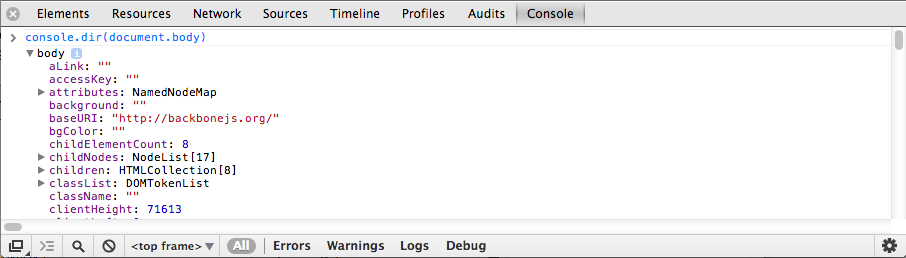 Elements Resources Network Sources Timeline Profiles Audits Console
console.dir(document.body)
body i
aLink: ""
accessKey: ""
attributes: NamedNodeMap
background: ""
baseURI: "http://backbonejs.org/"
bgColor: ""
childElementCount: 8
childNodes: NodeList[17]
children: HTMLCollection[8]
classList: DOMTokenList
className: ""
clientHeight: 71613
<top frame> All Errors Warnings Logs Debug